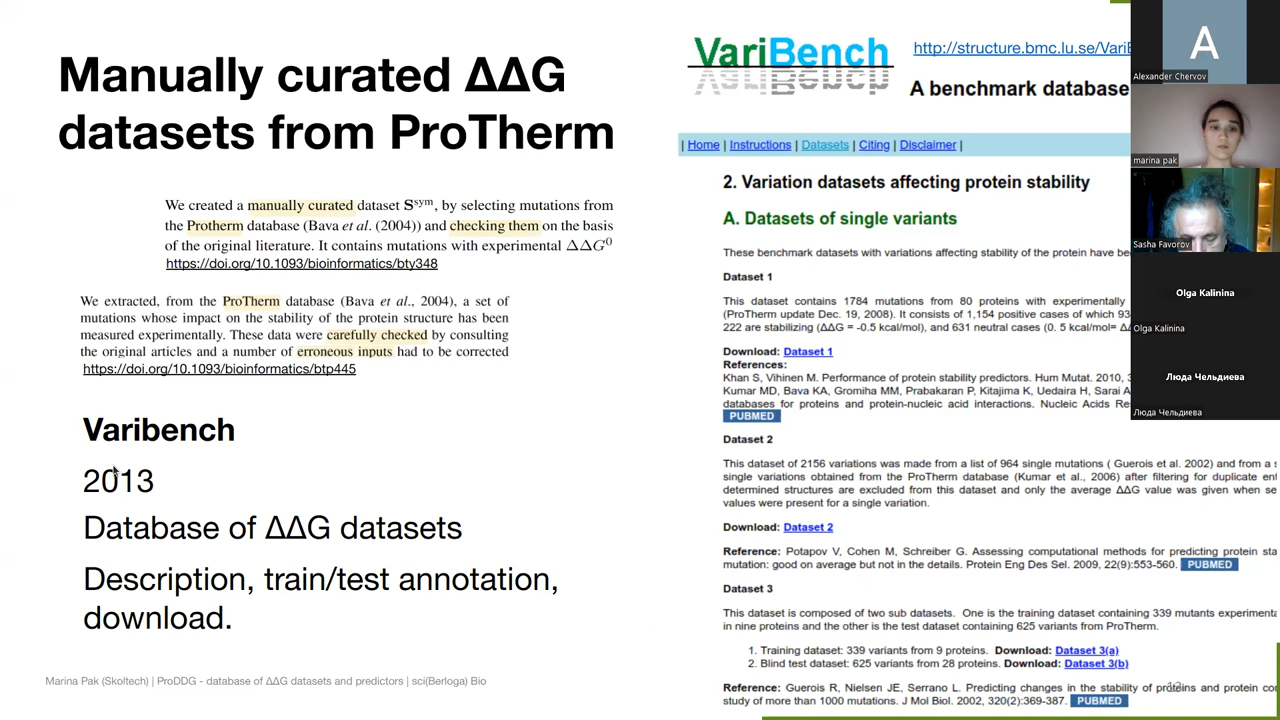 Manually curated ΔΔG
datasets from ProTherm
We created a manually curated dataset Sˢʸᵐ, by selecting mutations from
the Protherm database (Bava et al. (2004)) and checking them on the basis
of the original literature. It contains mutations with experimental ΔΔG⁰
https://doi.org/10.1093/bioinformatics/bty348
We extracted, from the ProTherm database (Bava et al., 2004), a set of
mutations whose impact on the stability of the protein structure has been
measured experimentally. These data were carefully checked by consulting
the original articles and a number of erroneous inputs had to be corrected
https://doi.org/10.1093/bioinformatics/btp445
Varibench
2013
Database of ΔΔG datasets
Description, train/test annotation,
download.
Marina Pak (Skoltech) | ProDDG - database of ΔΔG datasets and predictors | sci(Berloga) Bio
VariBench
http://structure.bmc.lu.se/VariB
A benchmark database
| Home | Instructions | Datasets | Citing | Disclaimer |
2. Variation datasets affecting protein stability
A. Datasets of single variants
These benchmark datasets with variations affecting stability of the protein have be
Dataset 1
This dataset contains 1784 mutations from 80 proteins with experimentally
(ProTherm update Dec. 19, 2008). It consists of 1,154 positive cases of which 93
222 are stabilizing (ΔΔG = -0.5 kcal/mol), and 631 neutral cases (0. 5 kcal/mol=
Download: Dataset 1
References:
Khan S, Vihinen M. Performance of protein stability predictors. Hum Mutat. 2010, 3
Kumar MD, Bava KA, Gromiha MM, Prabakaran P, Kitajima K, Uedaira H, Sarai A
databases for proteins and protein-nucleic acid interactions. Nucleic Acids Res
PUBMED
Dataset 2
This dataset of 2156 variations was made from a list of 964 single mutations ( Guerois et al. 2002) and from a s
single variations obtained from the ProTherm database (Kumar et al., 2006) after filtering for duplicate ent
determined structures are excluded from this dataset and only the average ΔΔG value was given when se
values were present for a single variation.
Download: Dataset 2
Reference: Potapov V, Cohen M, Schreiber G. Assessing computational methods for predicting protein sta
mutation: good on average but not in the details. Protein Eng Des Sel. 2009, 22(9):553-560. PUBMED
Dataset 3
This dataset is composed of two sub datasets. One is the training dataset containing 339 mutants experimenta
in nine proteins and the other is the test dataset containing 625 variants from ProTherm.
1. Training dataset: 339 variants from 9 proteins. Download: Dataset 3(a)
2. Blind test dataset: 625 variants from 28 proteins. Download: Dataset 3(b)
Reference: Guerois R, Nielsen JE, Serrano L. Predicting changes in the stability of proteins and protein co
study of more than 1000 mutations. J Mol Biol. 2002, 320(2):369-387. PUBMED
A
Alexander Chervov
marina pak
Sasha Favorov
Olga Kalinina
Olga Kalinina
Люда Чельдиева
Люда Чельдиева